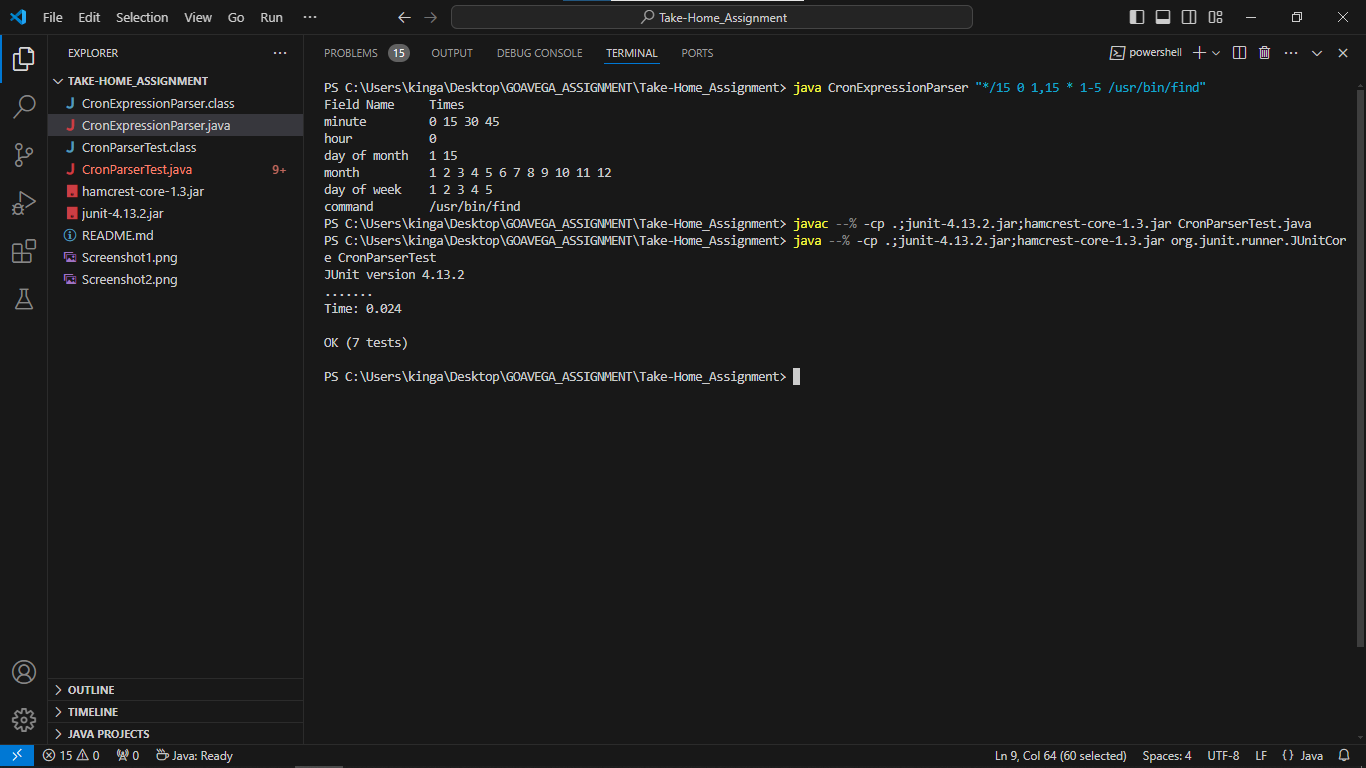 File Edit Selection View Go Run ··· Take-Home_Assignment
EXPLORER ···
TAKE-HOME_ASSIGNMENT
J CronExpressionParser.class
J CronExpressionParser.java
J CronParserTest.class
J CronParserTest.java 9+
hamcrest-core-1.3.jar
junit-4.13.2.jar
README.md
Screenshot1.png
Screenshot2.png
OUTLINE
TIMELINE
JAVA PROJECTS
PROBLEMS 15 OUTPUT DEBUG CONSOLE TERMINAL PORTS powershell ···
PS C:\Users\kinga\Desktop\GOAVEGA_ASSIGNMENT\Take-Home_Assignment> java CronExpressionParser "*/15 0 1,15 * 1-5 /usr/bin/find"
Field Name Times
minute 0 15 30 45
hour 0
day of month 1 15
month 1 2 3 4 5 6 7 8 9 10 11 12
day of week 1 2 3 4 5
command /usr/bin/find
PS C:\Users\kinga\Desktop\GOAVEGA_ASSIGNMENT\Take-Home_Assignment> javac --% -cp .;junit-4.13.2.jar;hamcrest-core-1.3.jar CronParserTest.java
PS C:\Users\kinga\Desktop\GOAVEGA_ASSIGNMENT\Take-Home_Assignment> java --% -cp .;junit-4.13.2.jar;hamcrest-core-1.3.jar org.junit.runner.JUnitCor
e CronParserTest
JUnit version 4.13.2
.......
Time: 0.024
OK (7 tests)
PS C:\Users\kinga\Desktop\GOAVEGA_ASSIGNMENT\Take-Home_Assignment>
15 0 0 Java: Ready Ln 9, Col 64 (60 selected) Spaces: 4 UTF-8 LF {} Java